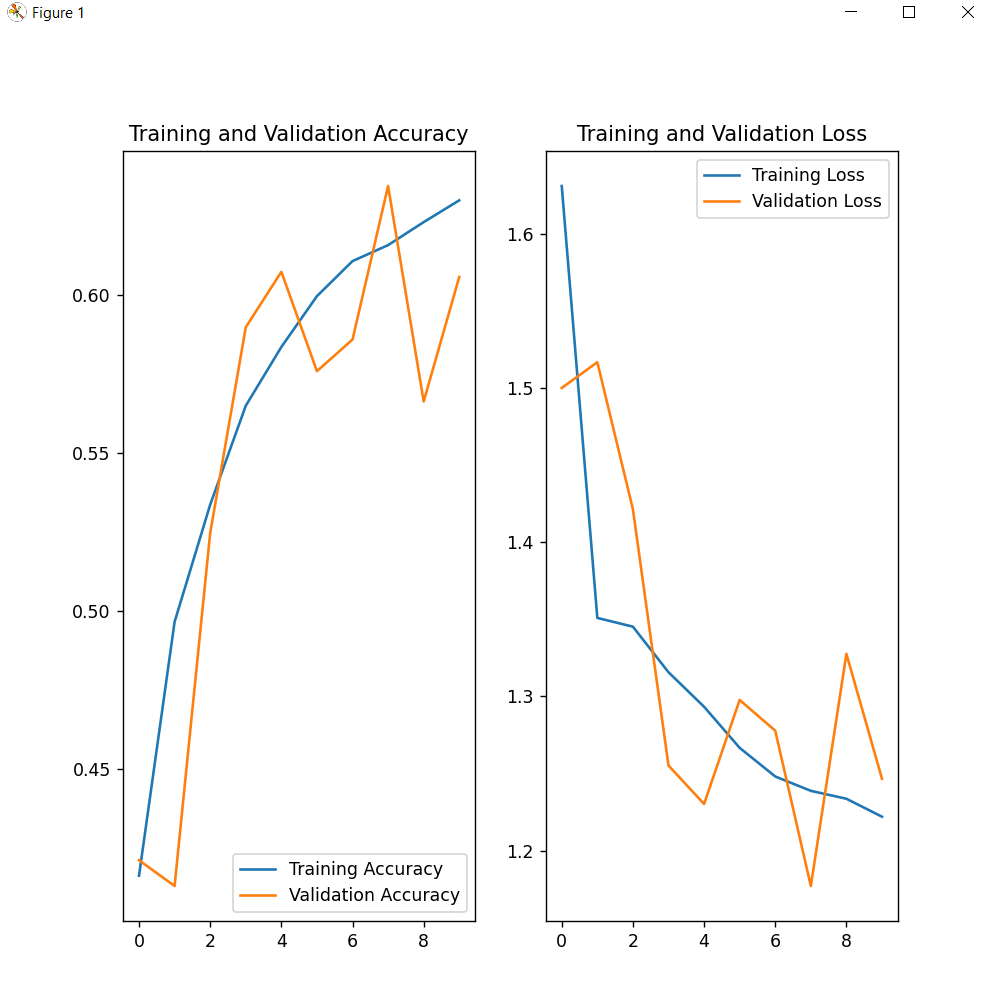 Figure 1
Training and Validation Accuracy
0.60
0.55
0.50
0.45
Training Accuracy
Validation Accuracy
0 2 4 6 8
Training and Validation Loss
Training Loss
Validation Loss
1.6
1.5
1.4
1.3
1.2
0 2 4 6 8